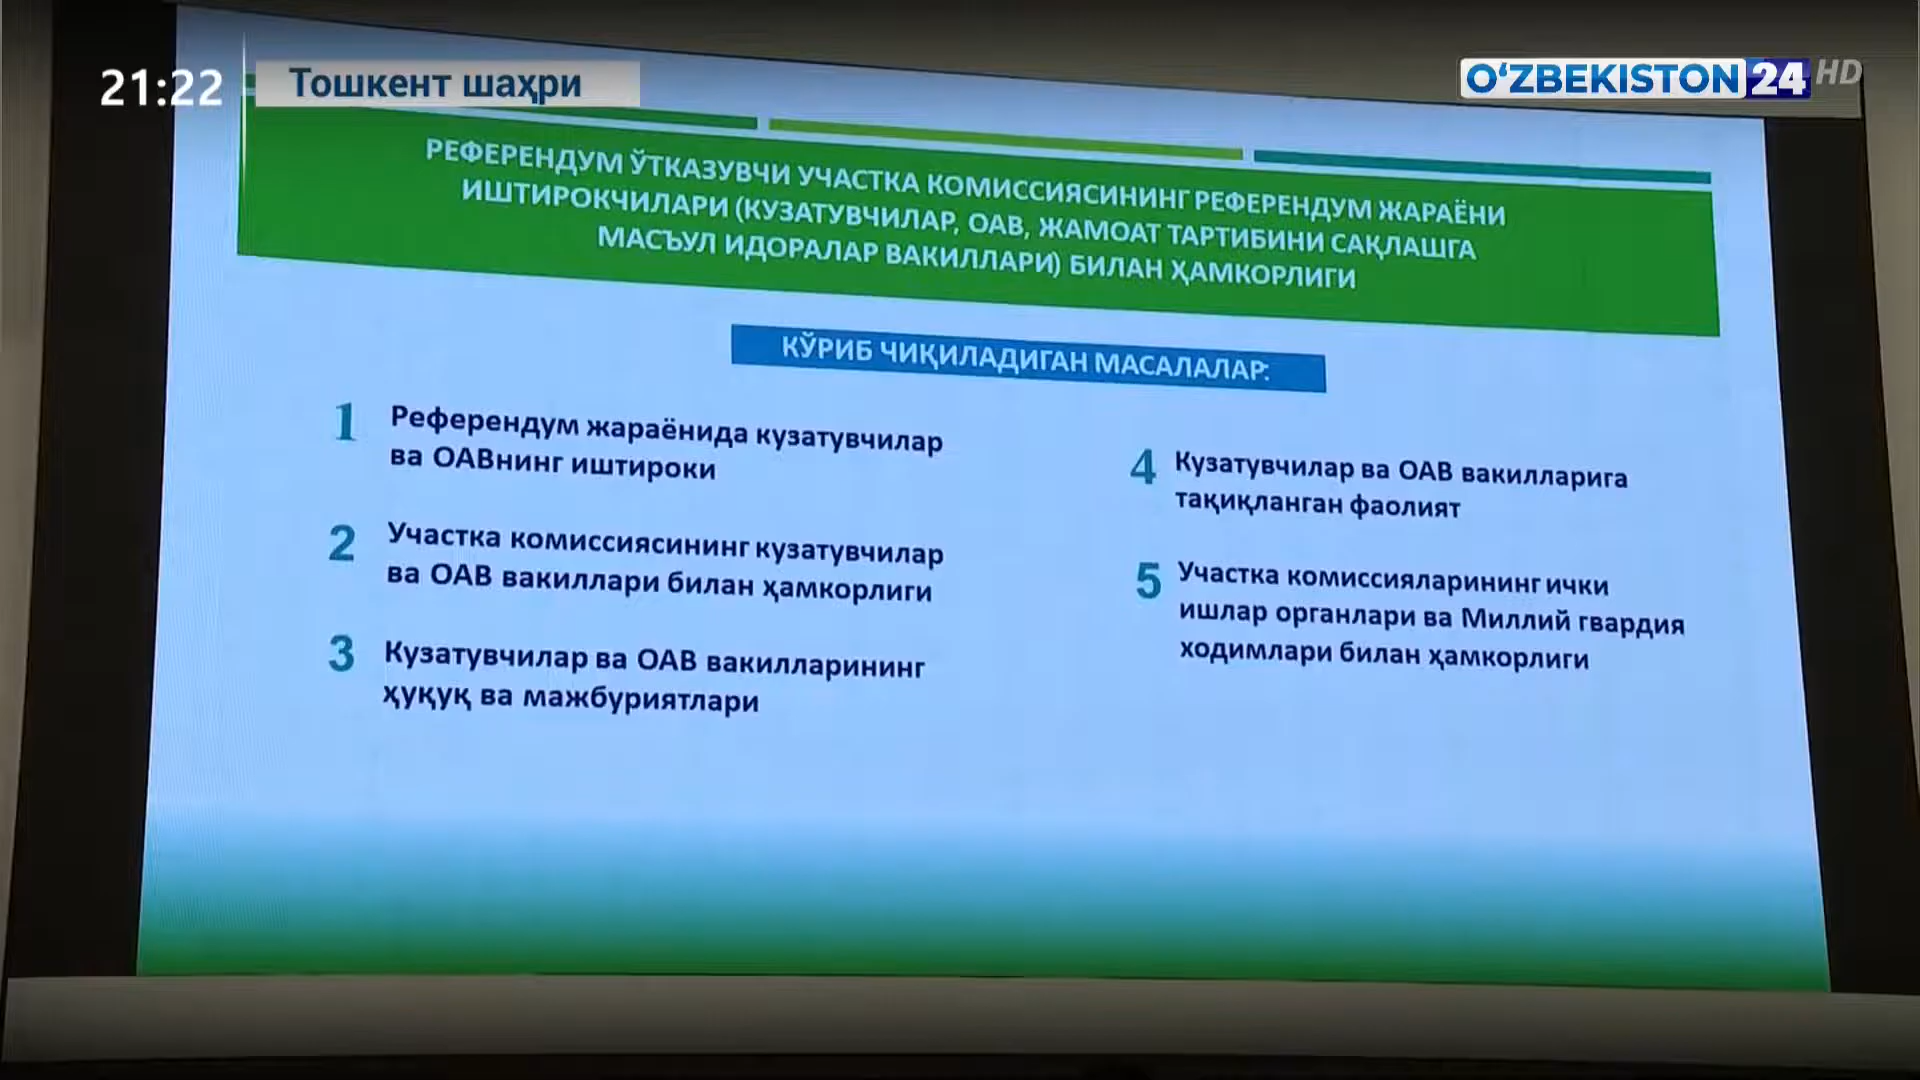 21:22
Тошкент шаҳри
O‘ZBEKISTON 24 HD
РЕФЕРЕНДУМ ЎТКАЗУВЧИ УЧАСТКА КОМИССИЯСИНИНГ РЕФЕРЕНДУМ ЖАРАЁНИ
ИШТИРОКЧИЛАРИ (КУЗАТУВЧИЛАР, ОАВ, ЖАМОАТ ТАРТИБИНИ САҚЛАШГА
МАСЪУЛ ИДОРАЛАР ВАКИЛЛАРИ) БИЛАН ҲАМКОРЛИГИ
КЎРИБ ЧИҚИЛАДИГАН МАСАЛАЛАР:
1 Референдум жараёнида кузатувчилар
ва ОАВнинг иштироки
2 Участка комиссиясининг кузатувчилар
ва ОАВ вакиллари билан ҳамкорлиги
3 Кузатувчилар ва ОАВ вакилларининг
ҳуқуқ ва мажбуриятлари
4 Кузатувчилар ва ОАВ вакилларига
тақиқланган фаолият
5 Участка комиссияларининг ички
ишлар органлари ва Миллий гвардия
ходимлари билан ҳамкорлиги